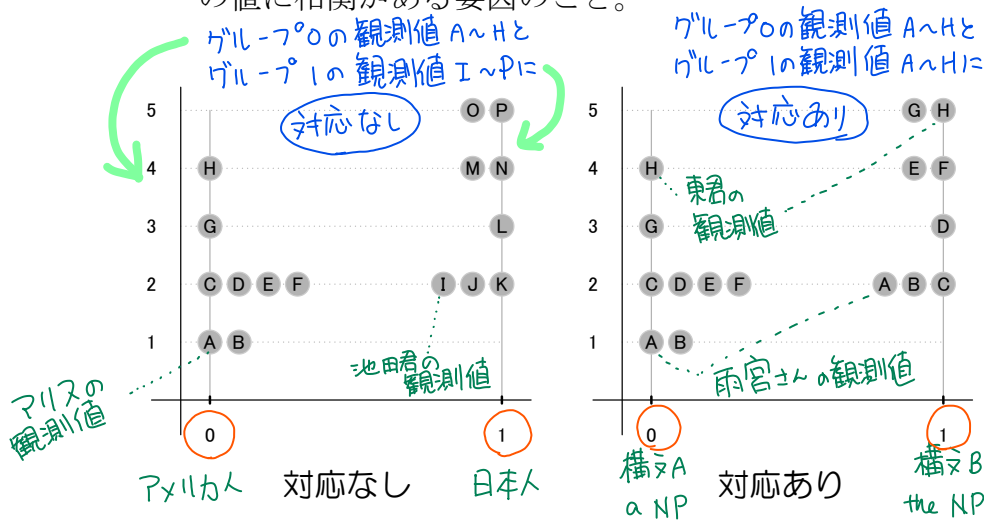 の値に相関がある要因のこと。
グループ0の観測値A~Hと
グループ1の観測値I~Pに
対応なし
5
O P
4
H
M N
3
G
L
2
C D E F
I J K
1
A B
池田君の
観測値
アリスの
観測値
0
1
アメリカ人
対応なし
日本人
グループ0の観測値A~Hと
グループ1の観測値A~Hに
対応あり
5
G H
4
H
E F
東君の
観測値
3
G
D
2
C D E F
A B C
1
A B
雨宮さんの観測値
0
1
構文A
a NP
対応あり
構文B
the NP